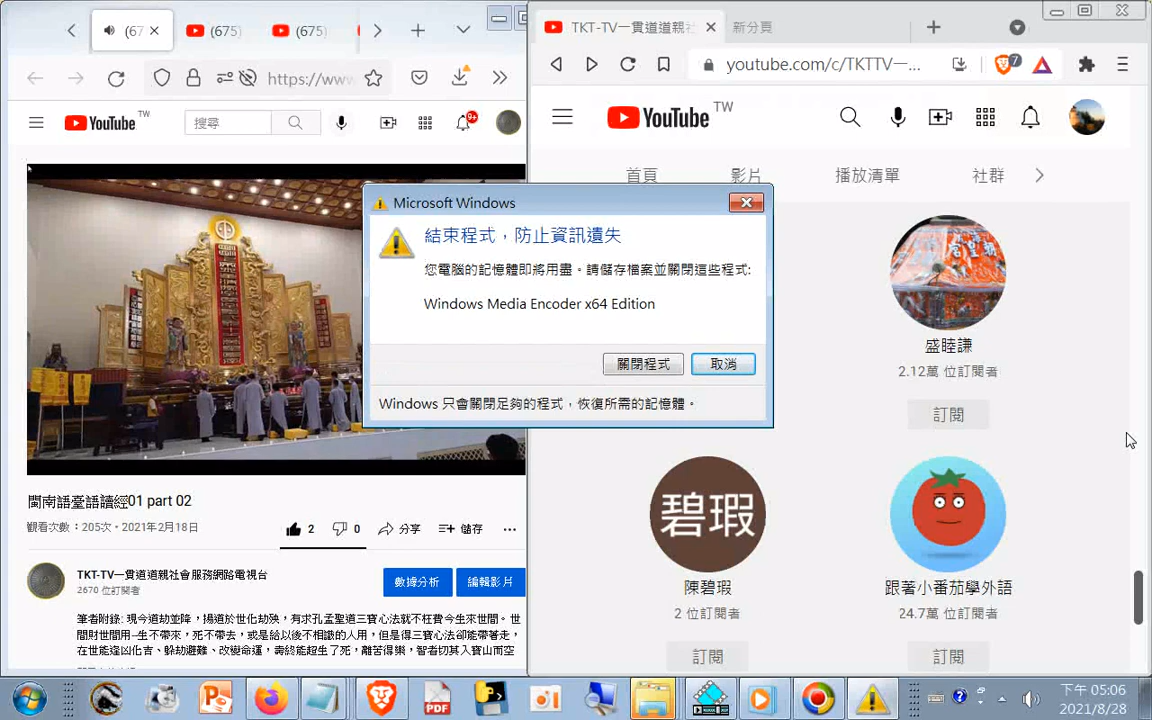 (67
(675)
(675)
https://www
YouTube TW
搜尋
9+
閩南語臺語讀經01 part 02
觀看次數：205次・2021年2月18日
2
0
分享
儲存
TKT-TV一貫道道親社會服務網路電視台
2670 位訂閱者
數據分析
編輯影片
筆者附錄: 現今道劫並降，揚道於世化劫殃，有求孔孟聖道三寶心法就不枉費今生來世間。世
間財世間用--生不帶來，死不帶去，或是給以後不相識的人用，但是得三寶心法卻能帶著走，
在世能逢凶化吉、躲劫避難、改變命運，壽終能超生了死，離苦得樂，智者切莫入寶山而空
TKT-TV一貫道道親社
新分頁
youtube.com/c/TKTTV一...
7
YouTube TW
首頁
影片
播放清單
社群
盛睦謙
2.12萬 位訂閱者
訂閱
碧瑕
陳碧瑕
2 位訂閱者
訂閱
跟著小番茄學外語
24.7萬 位訂閱者
訂閱
Microsoft Windows
結束程式，防止資訊遺失
您電腦的記憶體即將用盡。請儲存檔案並關閉這些程式:
Windows Media Encoder x64 Edition
關閉程式
取消
Windows 只會關閉足夠的程式，恢復所需的記憶體。
PDF
下午 05:06
2021/8/28